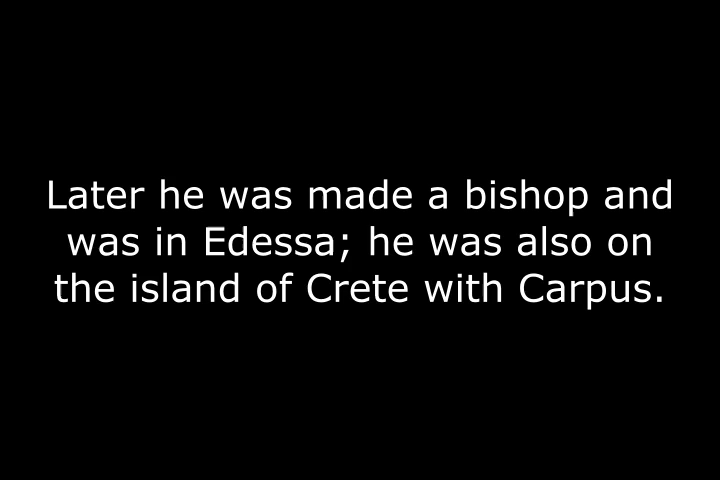 Later he was made a bishop and
was in Edessa; he was also on
the island of Crete with Carpus.